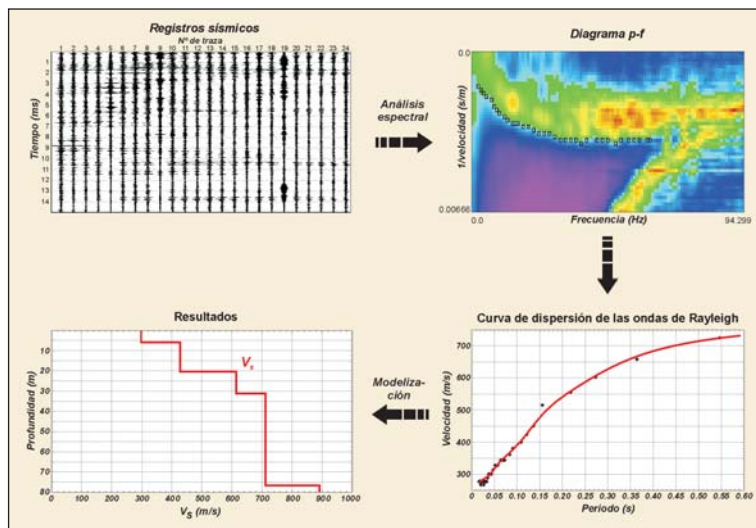 Registros sísmicos
Nº de traza
1 2 3 4 5 6 7 8 9 10 11 12 13 14 15 16 17 18 19 20 21 22 23 24
Tiempo (ms)
1
2
3
4
5
6
7
8
9
10
11
12
13
14
Análisis
espectral
Diagrama p-f
0.0
1/velocidad (s/m)
0.00666
0.0
Frecuencia (Hz)
94.299
Resultados
Profundidad (m)
10
20
30
40
50
60
70
80
Vs
0 100 200 300 400 500 600 700 800 900 1000
VS (m/s)
Modeliza-
ción
Curva de dispersión de las ondas de Rayleigh
Velocidad (m/s)
700
600
500
400
300
0 0.05 0.10 0.15 0.20 0.25 0.30 0.35 0.40 0.45 0.50 0.55 0.60
Periodo (s)